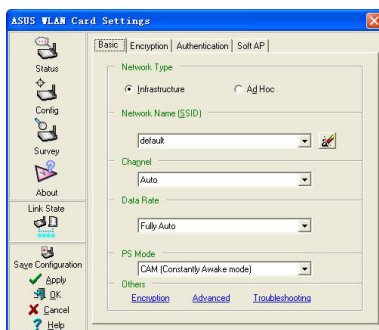 ASUS WLAN Card Settings
Status
Config
Survey
About
Link State
Save Configuration
Apply
OK
Cancel
Help
Basic
Encryption
Authentication
Soft AP
Network Type
Infrastructure
Ad Hoc
Network Name (SSID)
default
Channel
Auto
Data Rate
Fully Auto
PS Mode
CAM (Constantly Awake mode)
Others
Encryption
Advanced
Troubleshooting